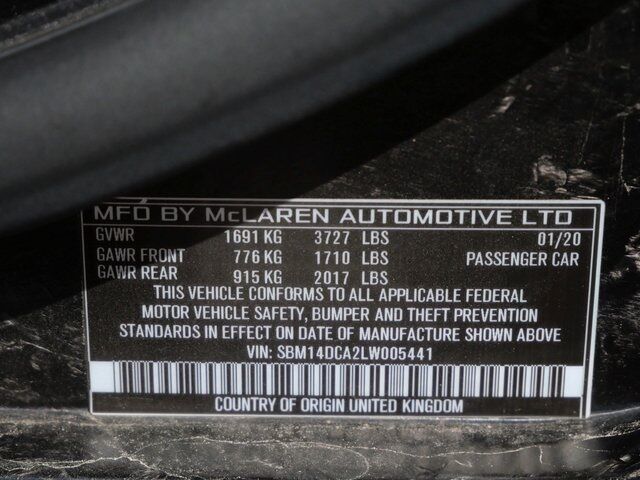 MFD BY McLAREN AUTOMOTIVE LTD
GVWR 1691 KG 3727 LBS 01/20
GAWR FRONT 776 KG 1710 LBS PASSENGER CAR
GAWR REAR 915 KG 2017 LBS
THIS VEHICLE CONFORMS TO ALL APPLICABLE FEDERAL
MOTOR VEHICLE SAFETY, BUMPER AND THEFT PREVENTION
STANDARDS IN EFFECT ON DATE OF MANUFACTURE SHOWN ABOVE
VIN: SBM14DCA2LW005441
COUNTRY OF ORIGIN UNITED KINGDOM